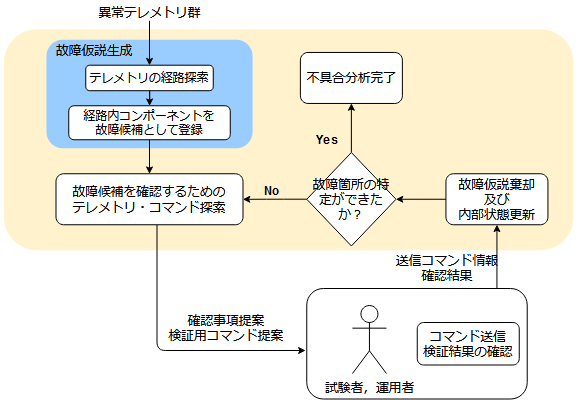 異常テレメトリ群
故障仮説生成
テレメトリの経路探索
経路内コンポーネントを
故障候補として登録
不具合分析完了
Yes
故障候補を確認するための
テレメトリ・コマンド探索
No
故障箇所の特
定ができた
か？
故障仮説棄却
及び
内部状態更新
送信コマンド情報
確認結果
確認事項提案
検証用コマンド提案
コマンド送信
検証結果の確認
試験者，運用者